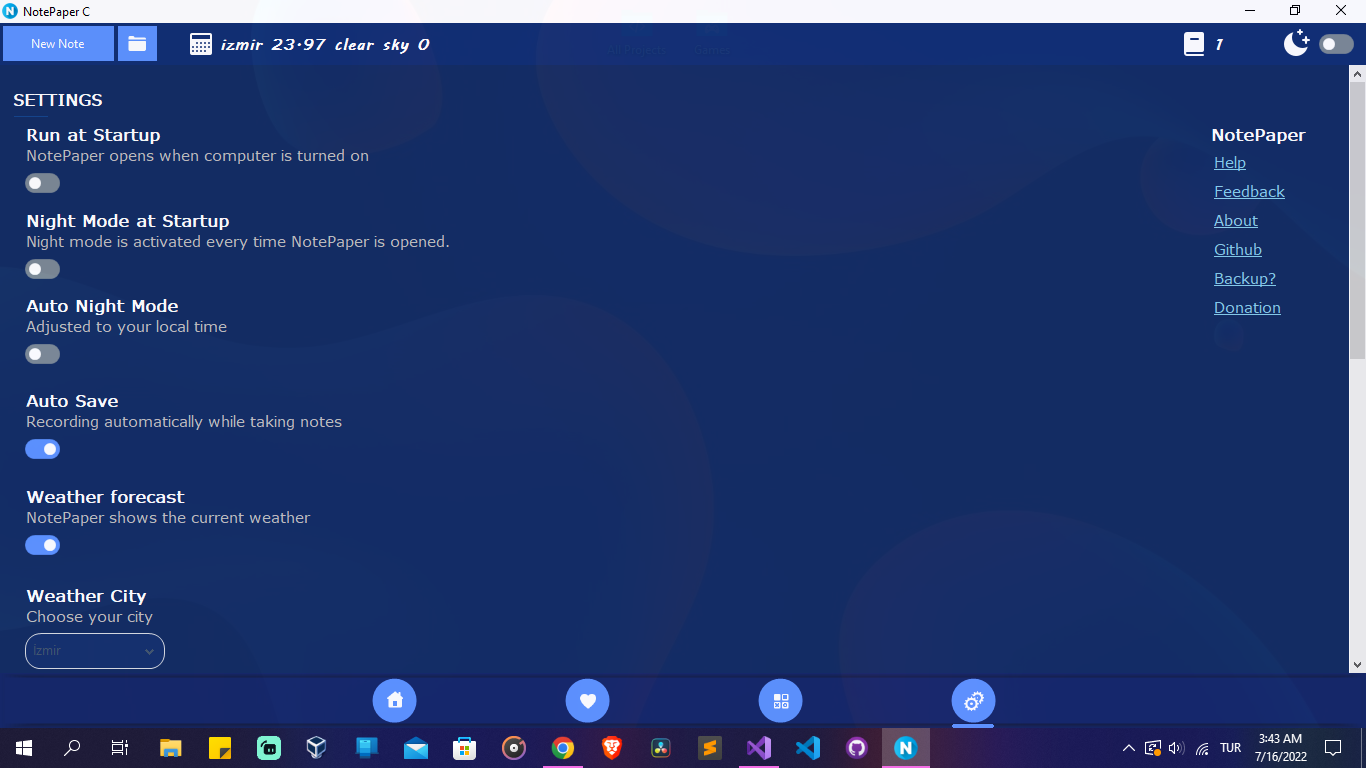 NotePaper C
New Note
izmir 23.97 clear sky 0
1
SETTINGS
Run at Startup
NotePaper opens when computer is turned on
Night Mode at Startup
Night mode is activated every time NotePaper is opened.
Auto Night Mode
Adjusted to your local time
Auto Save
Recording automatically while taking notes
Weather forecast
NotePaper shows the current weather
Weather City
Choose your city
İzmir
NotePaper
Help
Feedback
About
Github
Backup?
Donation
TUR
3:43 AM
7/16/2022